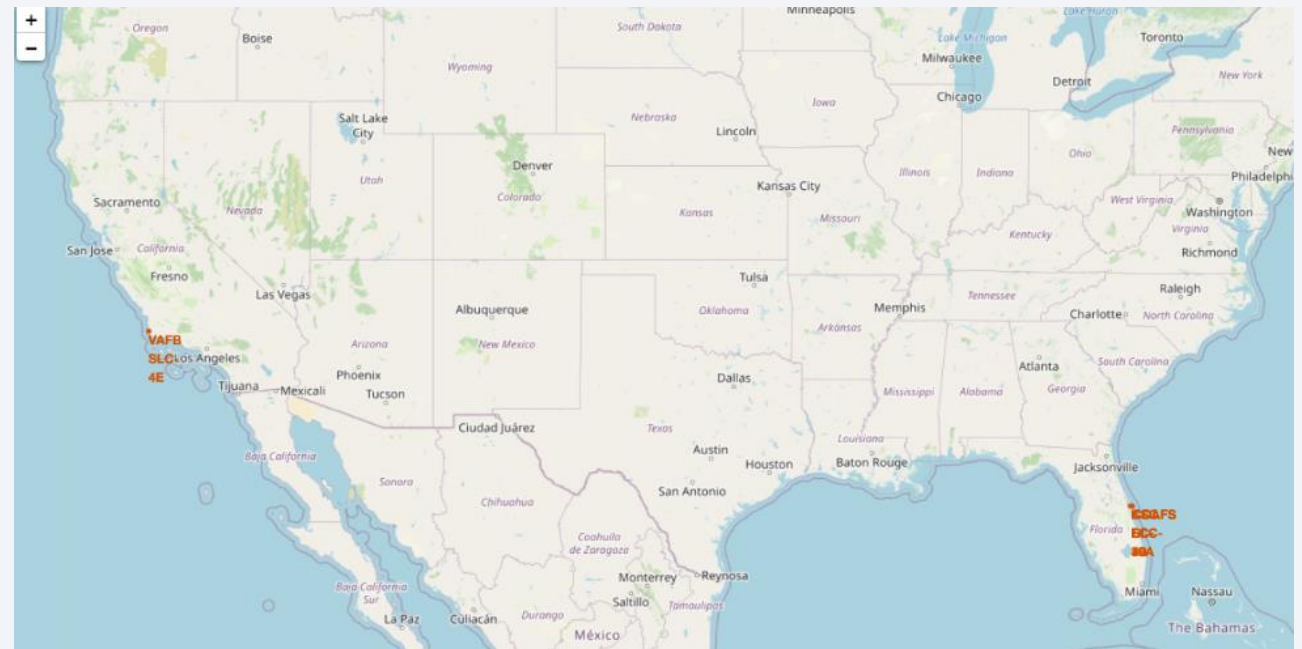 +
−
Oregon
Boise
South Dakota
Minneapolis
Lake Huron
Toronto
Lake Michigan
Milwaukee
Wyoming
Detroit
New York
Chicago
Iowa
Salt Lake
City
Nebraska
Lincoln
Pennsylvania
Ohio
New
Denver
Utah
Colorado
Illinois
Indiana
Philadelphi
Kansas City
Sacramento
Nevada
Kansas
Missouri
West Virginia
Washington
Virginia
Kentucky
San Jose
California
Richmond
Fresno
Tulsa
Las Vegas
Raleigh
Tennessee
Albuquerque
Oklahoma
Memphis
Charlotte
North Carolina
Arkansas
VAFB
SLC-
4E
Los Angeles
Arizona
New Mexico
South Carolina
Atlanta
Phoenix
Dallas
Tijuana
Mexicali
Tucson
Mississippi
Alabama
Georgia
Ciudad Juárez
Texas
Louisiana
Austin
Baja California
Houston
Baton Rouge
Jacksonville
Sonora
San Antonio
Chihuahua
Florida
Coahuila
de Zaragoza
Monterrey
Reynosa
Baja California
Sur
Miami
Nassau
Saltillo
Tamaulipas
La Paz
Culiacán
Durango
México
The Bahamas